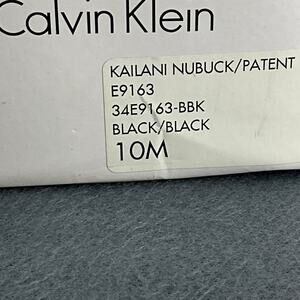 Calvin Klein
KAILANI NUBUCK/PATENT
E9163
34E9163-BBK
BLACK/BLACK
10M